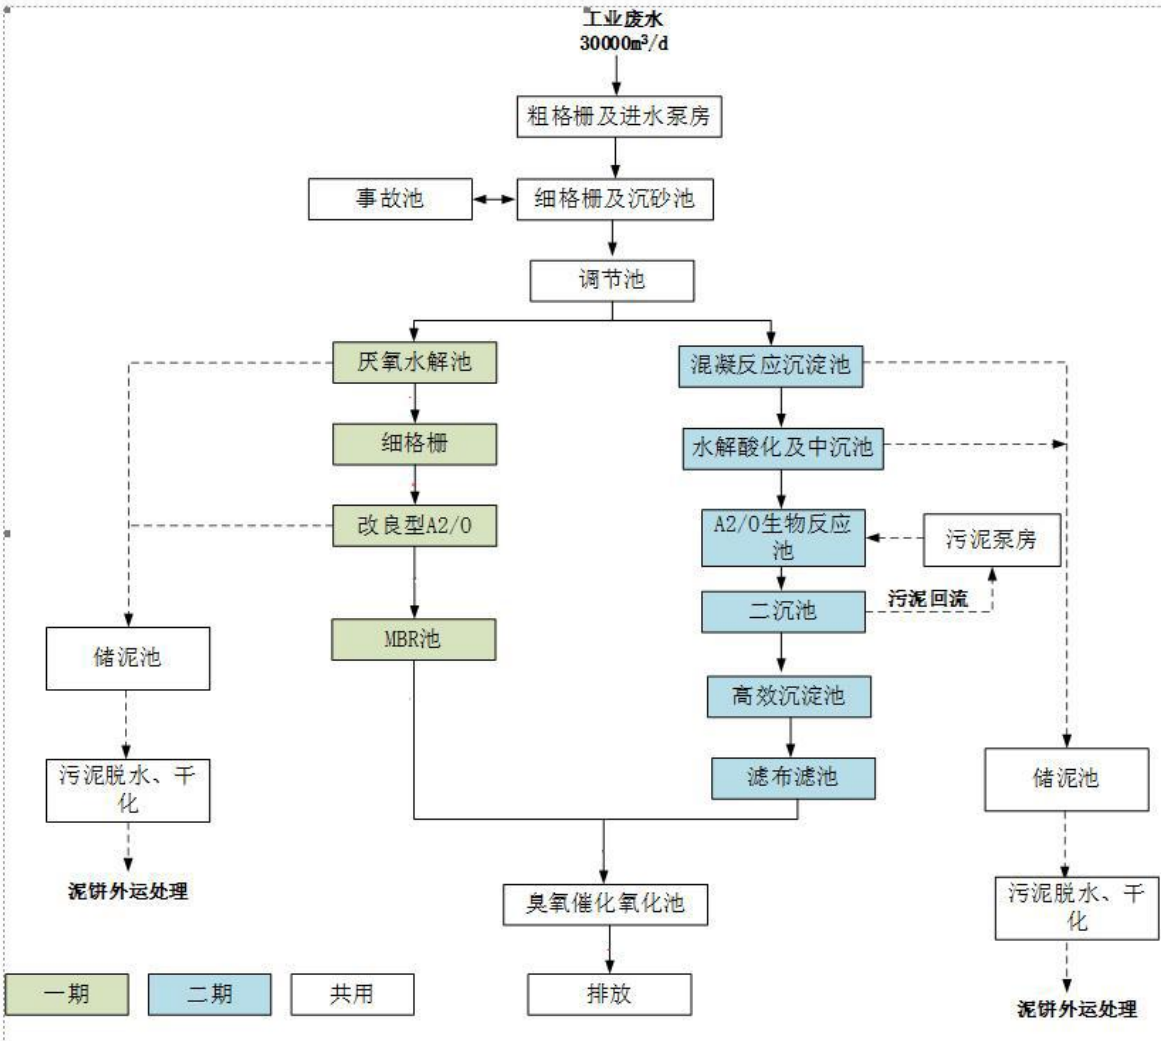 工业废水
30000m³/d
粗格栅及进水泵房
事故池
细格栅及沉砂池
调节池
厌氧水解池
混凝反应沉淀池
细格栅
水解酸化及中沉池
改良型A2/O
A2/O生物反应
池
污泥泵房
二沉池
污泥回流
MBR池
储泥池
高效沉淀池
污泥脱水、干
化
滤布滤池
储泥池
泥饼外运处理
臭氧催化氧化池
污泥脱水、干
化
一期
二期
共用
排放
泥饼外运处理